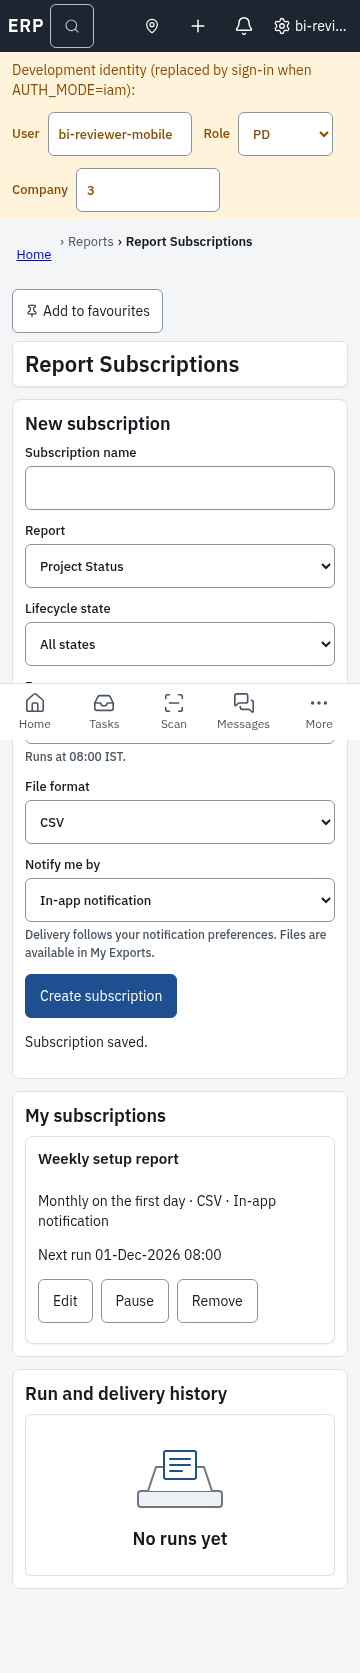 ERP
bi-revi...
Development identity (replaced by sign-in when
AUTH_MODE=iam):
User
bi-reviewer-mobile
Role
PD
Company
3
Home
› Reports › Report Subscriptions
Add to favourites
Report Subscriptions
New subscription
Subscription name
Report
Project Status
Lifecycle state
All states
Home
Tasks
Scan
Messages
More
Runs at 08:00 IST.
File format
CSV
Notify me by
In-app notification
Delivery follows your notification preferences. Files are
available in My Exports.
Create subscription
Subscription saved.
My subscriptions
Weekly setup report
Monthly on the first day · CSV · In-app
notification
Next run 01-Dec-2026 08:00
Edit
Pause
Remove
Run and delivery history
No runs yet